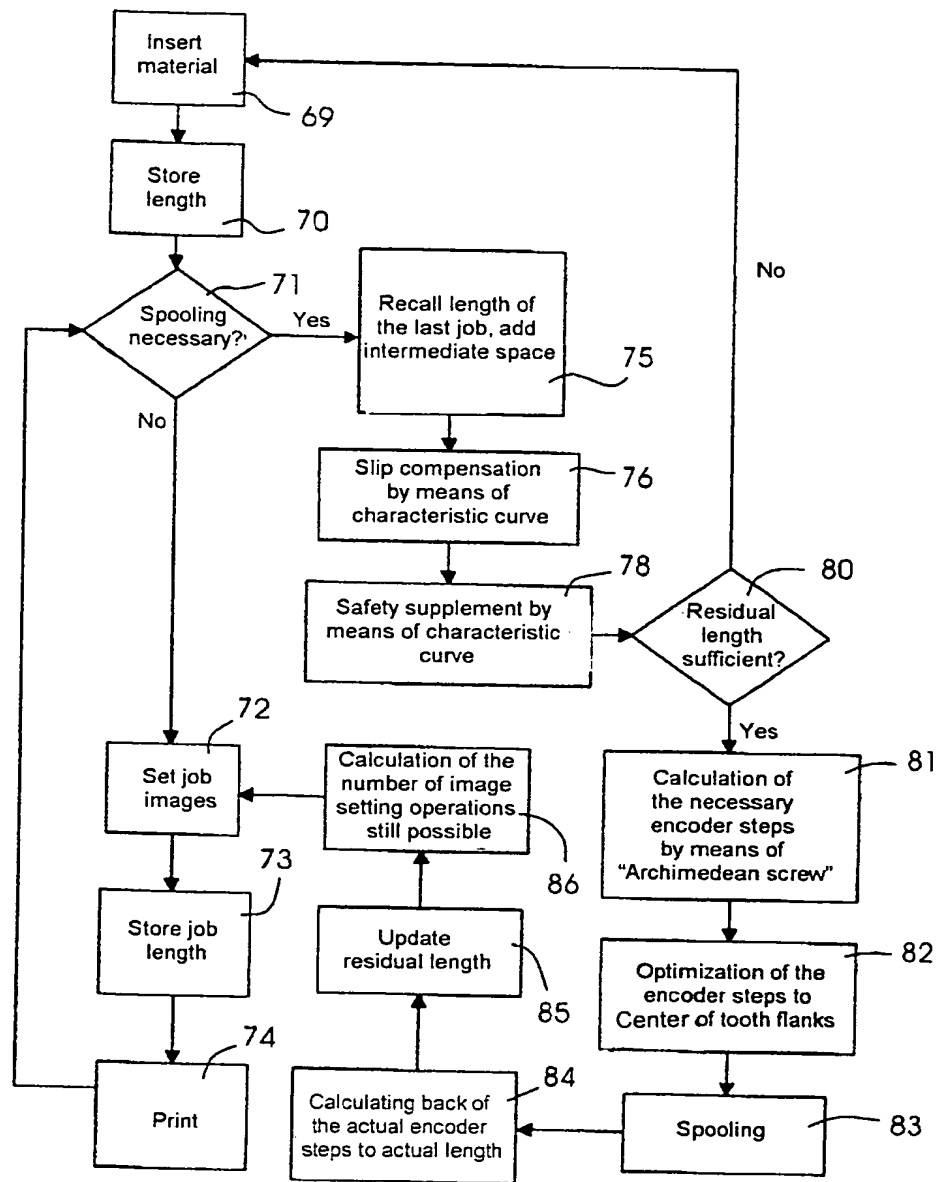 Insert
material
69
Store
length
70
71
Spooling
necessary?
Yes
No
Recall length of
the last job, add
intermediate space
75
Slip compensation
by means of
characteristic curve
76
78
Safety supplement by
means of characteristic
curve
No
80
Residual
length
sufficient?
Yes
72
Set job
images
Calculation of the
number of image
setting operations
still possible
86
81
Calculation of
the necessary
encoder steps
by means of
"Archimedean screw"
73
Store job
length
Update
residual length
85
82
Optimization of the
encoder steps to
Center of tooth flanks
74
Print
84
Calculating back of
the actual encoder
steps to actual length
Spooling
83